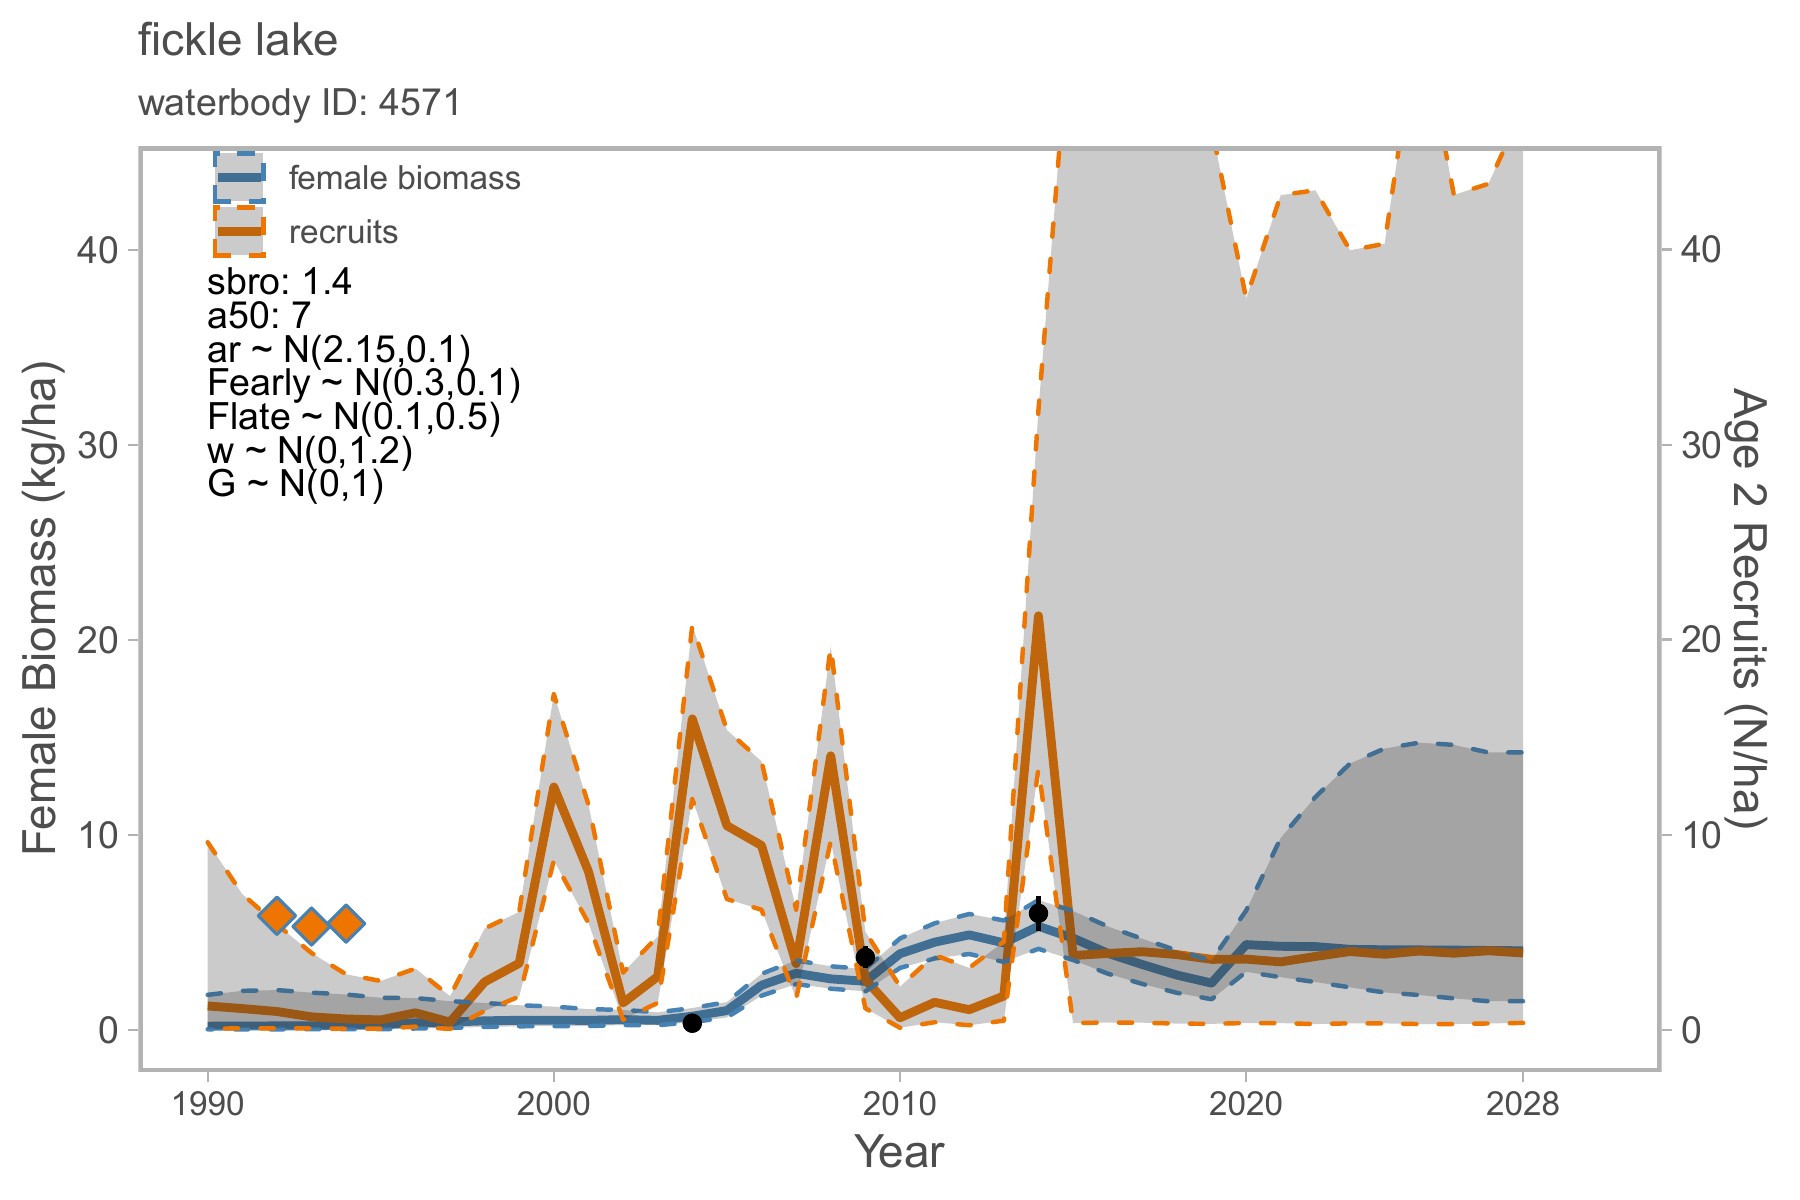 fickle lake
waterbody ID: 4571
female biomass
recruits
sbro: 1.4
a50: 7
ar ~ N(2.15,0.1)
Fearly ~ N(0.3,0.1)
Flate ~ N(0.1,0.5)
w ~ N(0,1.2)
G ~ N(0,1)
Female Biomass (kg/ha)
40
30
20
10
0
40
30
20
10
0
Age 2 Recruits (N/ha)
1990 2000 2010 2020 2028
Year